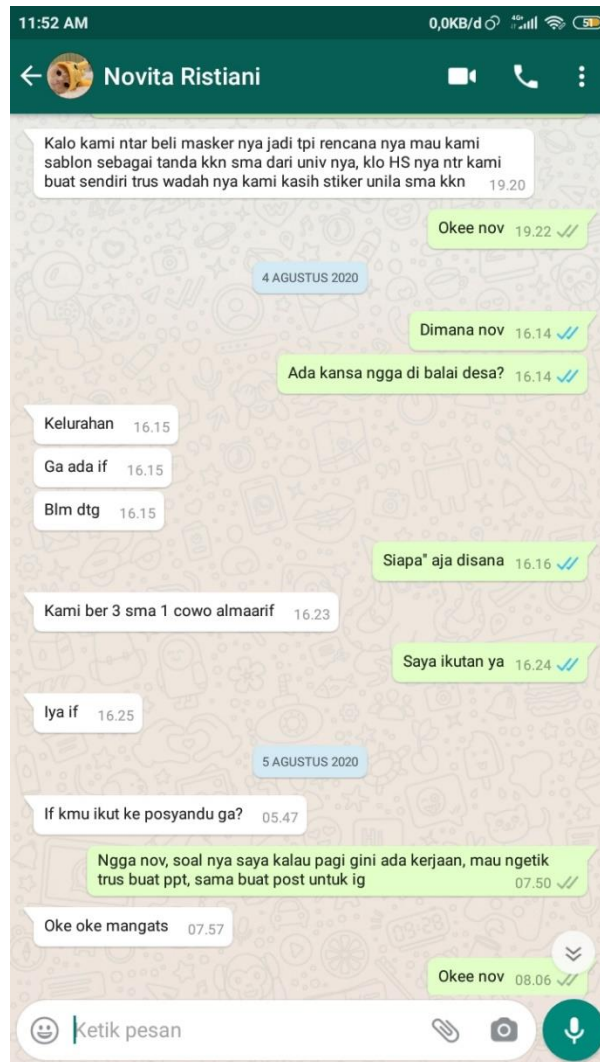 11:52 AM
0,0KB/d
4G+
51
Novita Ristiani
Kalo kami ntar beli masker nya jadi tpi rencana nya mau kami
sablon sebagai tanda kkn sma dari univ nya, klo HS nya ntr kami
buat sendiri trus wadah nya kami kasih stiker unila sma kkn 19.20
Okee nov 19.22
4 AGUSTUS 2020
Dimana nov 16.14
Ada kansa ngga di balai desa? 16.14
Kelurahan 16.15
Ga ada if 16.15
Blm dtg 16.15
Siapa" aja disana 16.16
Kami ber 3 sma 1 cowo almaarif 16.23
Saya ikutan ya 16.24
Iya if 16.25
5 AGUSTUS 2020
If kmu ikut ke posyandu ga? 05.47
Ngga nov, soal nya saya kalau pagi gini ada kerjaan, mau ngetik
trus buat ppt, sama buat post untuk ig 07.50
Oke oke mangats 07.57
Okee nov 08.06
Ketik pesan